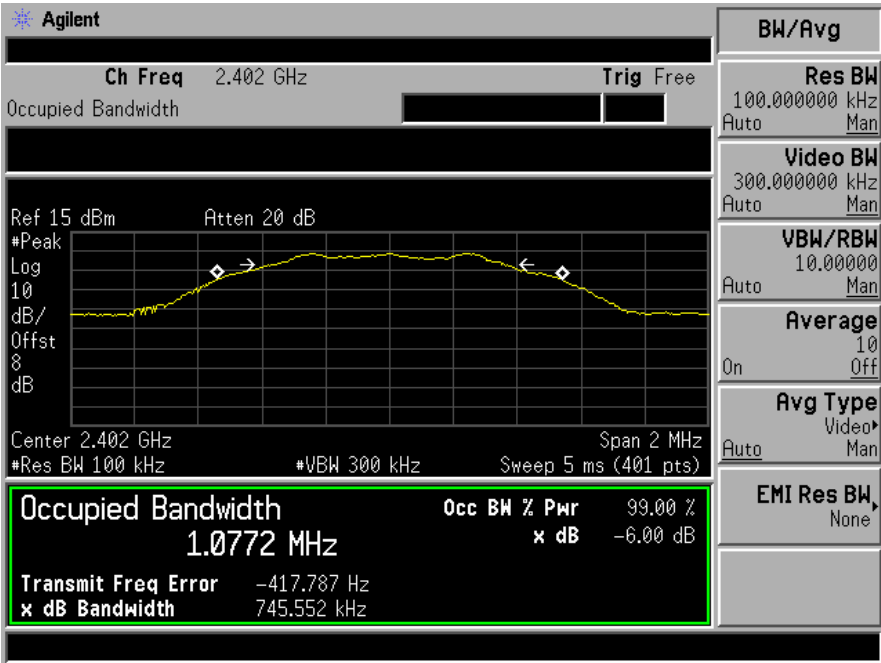 Agilent
BW/Avg
Ch Freq 2.402 GHz Trig Free
Occupied Bandwidth
Res BW
100.000000 kHz
Auto Man
Video BW
300.000000 kHz
Auto Man
VBW/RBW
10.00000
Auto Man
Average
10
On Off
Avg Type
Video
Auto Man
EMI Res BW
None
Ref 15 dBm Atten 20 dB
#Peak
Log
10
dB/
Offst
8
dB
Center 2.402 GHz Span 2 MHz
#Res BW 100 kHz #VBW 300 kHz Sweep 5 ms (401 pts)
Occupied Bandwidth
1.0772 MHz
Occ BW % Pwr 99.00 %
x dB -6.00 dB
Transmit Freq Error -417.787 Hz
x dB Bandwidth 745.552 kHz